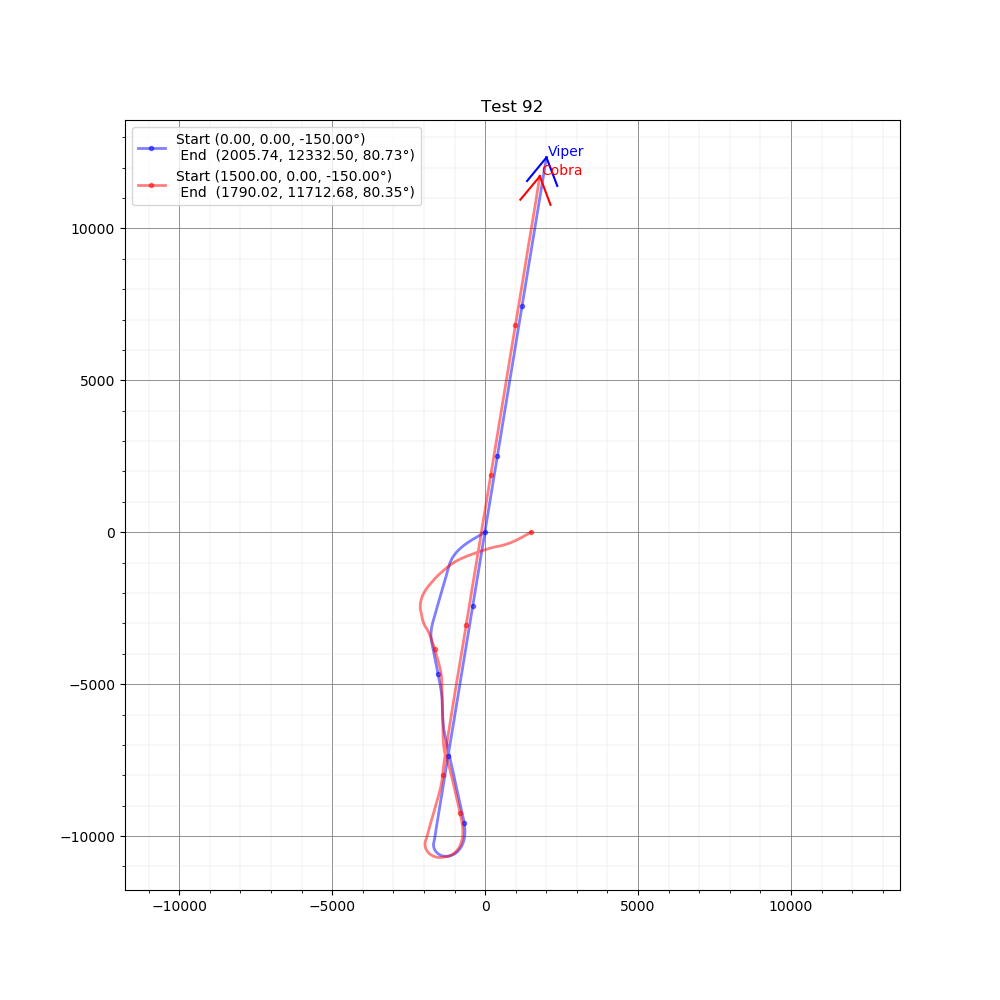 Test 92
Start (0.00, 0.00, -150.00°)
End (2005.74, 12332.50, 80.73°)
Start (1500.00, 0.00, -150.00°)
End (1790.02, 11712.68, 80.35°)
Viper
Cobra
10000
5000
0
−5000
−10000
−10000
−5000
0
5000
10000